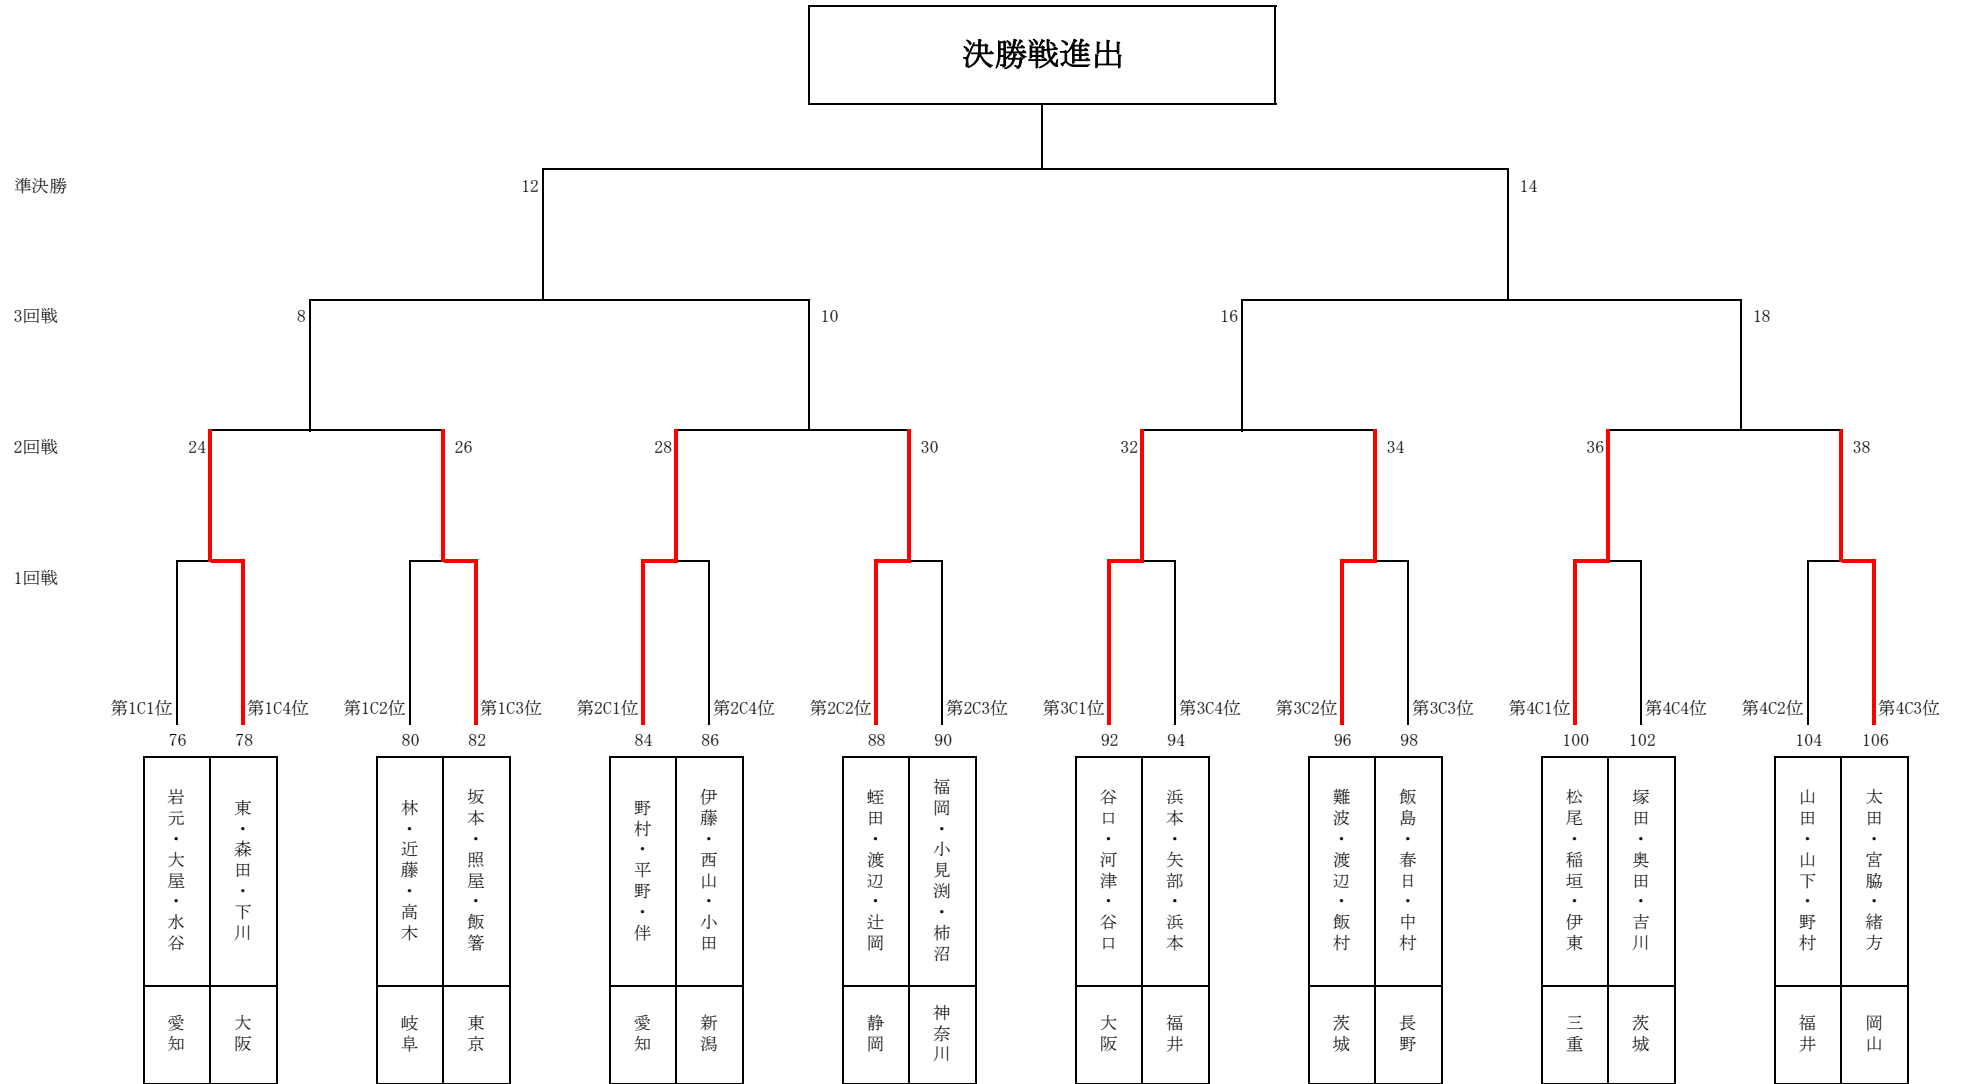 決勝戦進出
準決勝
12
14
3回戦
8
10
16
18
2回戦
24
26
28
30
32
34
36
38
1回戦
第1C1位
第1C4位
第1C2位
第1C3位
第2C1位
第2C4位
第2C2位
第2C3位
第3C1位
第3C4位
第3C2位
第3C3位
第4C1位
第4C4位
第4C2位
第4C3位
76
78
80
82
84
86
88
90
92
94
96
98
100
102
104
106
岩元・大屋・水谷
東・森田・下川
林・近藤・高木
坂本・照屋・飯箸
野村・平野・伴
伊藤・西山・小田
蛭田・渡辺・辻岡
福岡・小見渕・柿沼
谷口・河津・谷口
浜本・矢部・浜本
難波・渡辺・飯村
飯島・春日・中村
松尾・稲垣・伊東
塚田・奥田・吉川
山田・山下・野村
太田・宮脇・緒方
愛知
大阪
岐阜
東京
愛知
新潟
静岡
神奈川
大阪
福井
茨城
長野
三重
茨城
福井
岡山